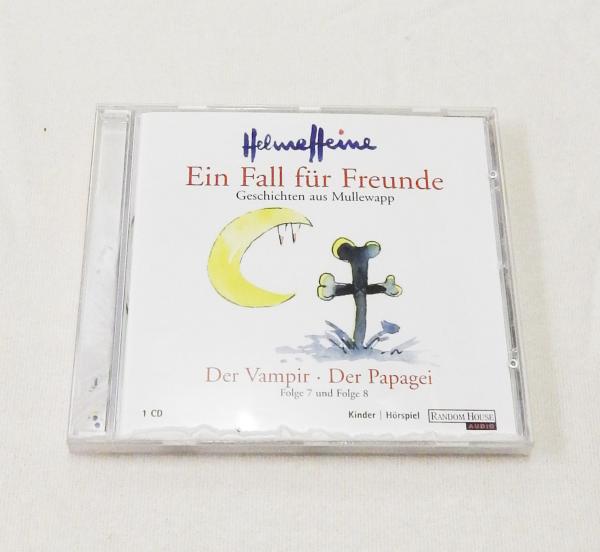 Helme Heine
Ein Fall für Freunde
Geschichten aus Mullewapp
Der Vampir · Der Papagei
Folge 7 und Folge 8
1 CD
Kinder | Hörspiel
RANDOM HOUSE
AUDIO